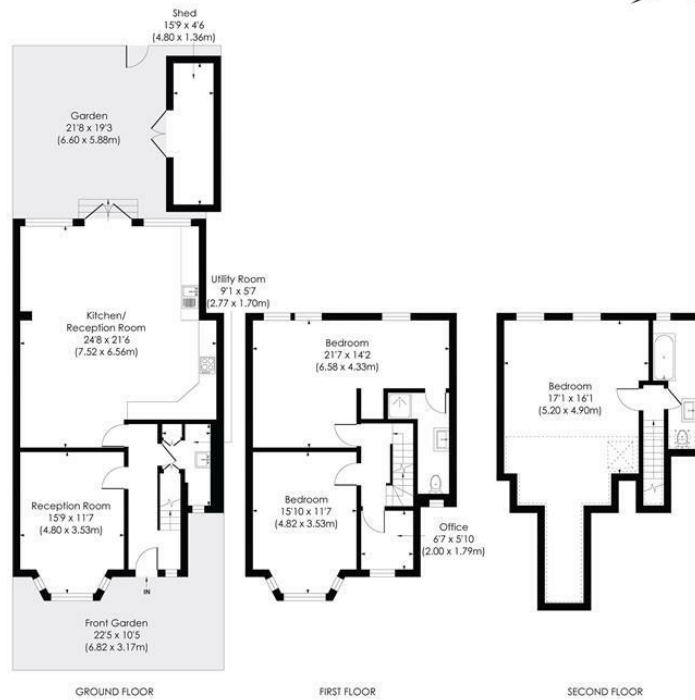 Shed
15'9 x 4'6
(4.80 x 1.36m)
Garden
21'8 x 19'3
(6.60 x 5.88m)
Utility Room
9'1 x 5'7
(2.77 x 1.70m)
Kitchen/
Reception Room
24'8 x 21'6
(7.52 x 6.56m)
Reception Room
15'9 x 11'7
(4.80 x 3.53m)
IN
Front Garden
22'5 x 10'5
(6.82 x 3.17m)
GROUND FLOOR
Bedroom
21'7 x 14'2
(6.58 x 4.33m)
Bedroom
15'10 x 11'7
(4.82 x 3.53m)
Office
6'7 x 5'10
(2.00 x 1.79m)
FIRST FLOOR
Bedroom
17'1 x 16'1
(5.20 x 4.90m)
SECOND FLOOR